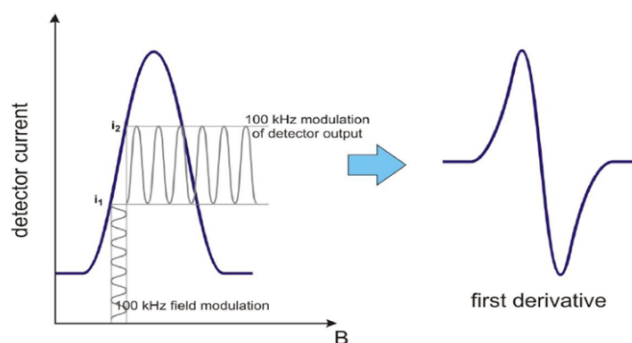 detector current
i₂
100 kHz modulation
of detector output
i₁
100 kHz field modulation
B
first derivative